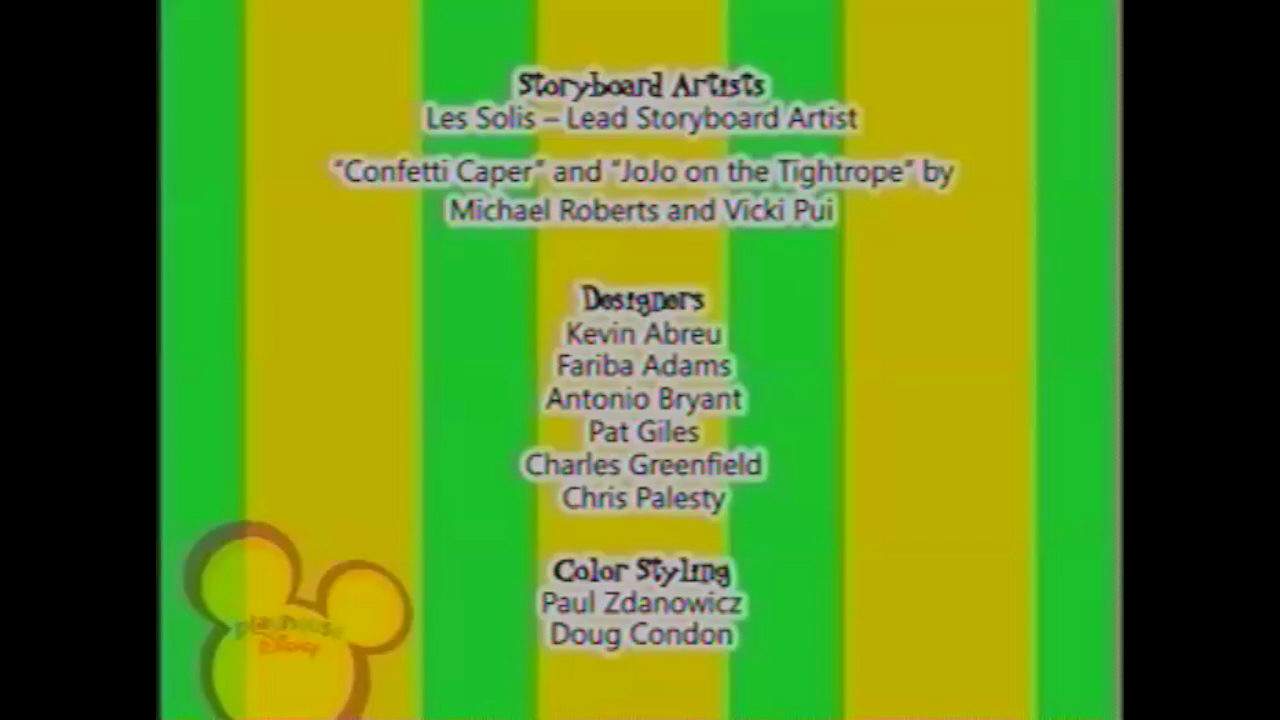 Storyboard Artists
Les Solis – Lead Storyboard Artist
“Confetti Caper” and “JoJo on the Tightrope” by
Michael Roberts and Vicki Pui
Designers
Kevin Abreu
Fariba Adams
Antonio Bryant
Pat Giles
Charles Greenfield
Chris Palesty
Color Styling
Paul Zdanowicz
Doug Condon
playhouse
Disney